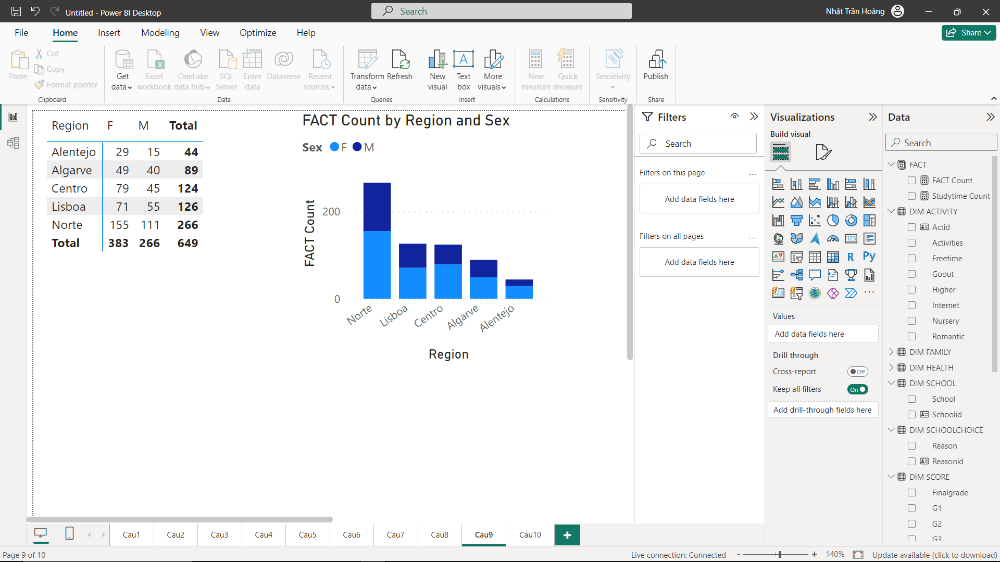 Untitled - Power BI Desktop
Search
Nhật Trần Hoàng
File Home Insert Modeling View Optimize Help
Share
Paste
Cut
Copy
Format painter
Clipboard
Get data
Excel workbook
OneLake data hub
SQL Server
Enter data
Dataverse
Recent sources
Data
Transform data
Refresh
Queries
New visual
Text box
More visuals
Insert
New measure
Quick measure
Calculations
Sensitivity
Sensitivity
Publish
Share
Region F M Total
Alentejo 29 15 44
Algarve 49 40 89
Centro 79 45 124
Lisboa 71 55 126
Norte 155 111 266
Total 383 266 649
FACT Count by Region and Sex
Sex F M
FACT Count
200
0
Norte Lisboa Centro Algarve Alentejo
Region
Filters
Search
Filters on this page
...
Add data fields here
Filters on all pages
...
Add data fields here
Visualizations
Build visual
123
R
Py
123
...
Values
Add data fields here
Drill through
Cross-report Off
Keep all filters On
Add drill-through fields here
Data
Search
FACT
FACT Count
Studytime Count
DIM ACTIVITY
Actid
Activities
Freetime
Goout
Higher
Internet
Nursery
Romantic
DIM FAMILY
DIM HEALTH
DIM SCHOOL
School
Schoolid
DIM SCHOOLCHOICE
Reason
Reasonid
DIM SCORE
Finalgrade
G1
G2
G3
Cau1 Cau2 Cau3 Cau4 Cau5 Cau6 Cau7 Cau8 Cau9 Cau10 +
Page 9 of 10
Live connection: Connected
- + 140%
Update available (click to download)